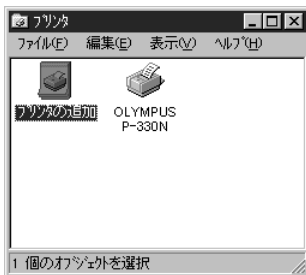 プリンタ
ファイル(F) 編集(E) 表示(V) ヘルプ(H)
プリンタの追加
OLYMPUS
P-330N
1 個のオブジェクトを選択